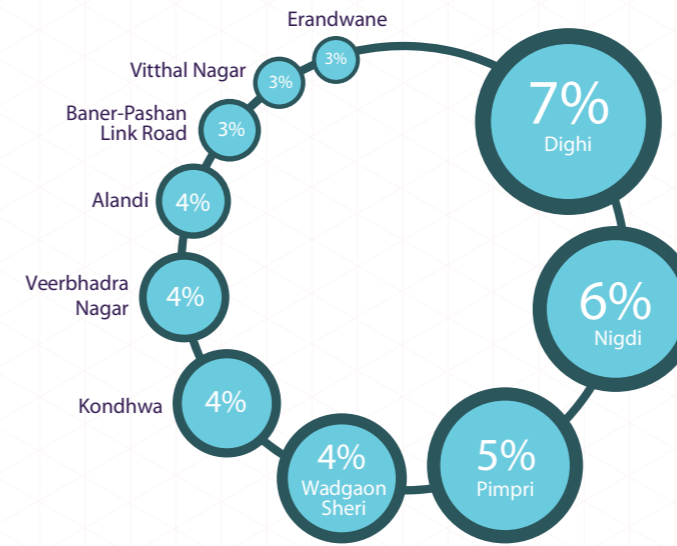 7%
Dighi
6%
Nigdi
5%
Pimpri
4%
Wadgaon
Sheri
4%
Kondhwa
4%
Veerbhadra
Nagar
4%
Alandi
3%
Baner-Pashan
Link Road
3%
Vitthal Nagar
3%
Erandwane